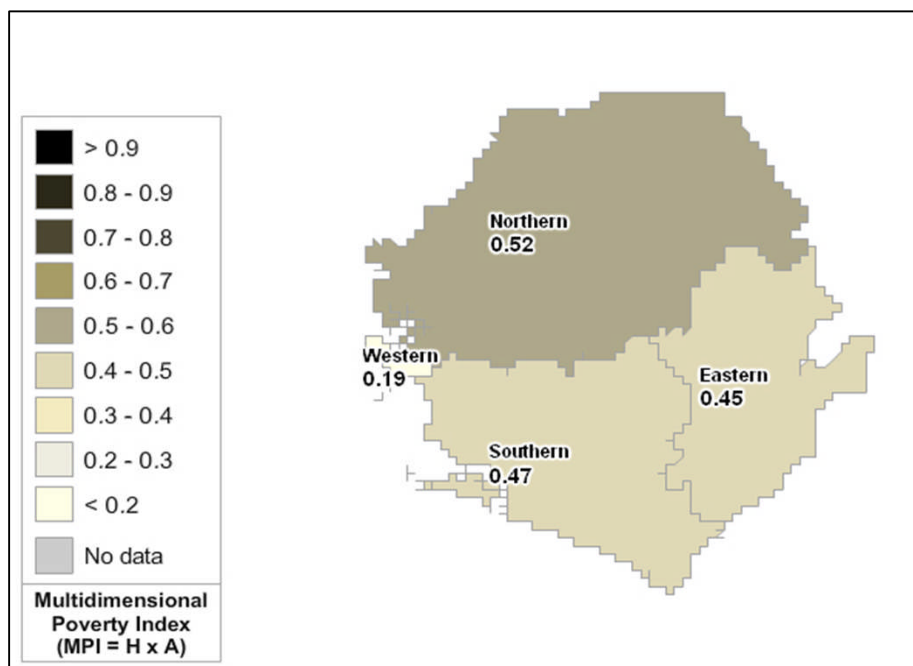 > 0.9
0.8 - 0.9
0.7 - 0.8
0.6 - 0.7
0.5 - 0.6
0.4 - 0.5
0.3 - 0.4
0.2 - 0.3
< 0.2
No data
Multidimensional
Poverty Index
(MPI = H x A)
Northern
0.52
Western
0.19
Eastern
0.45
Southern
0.47